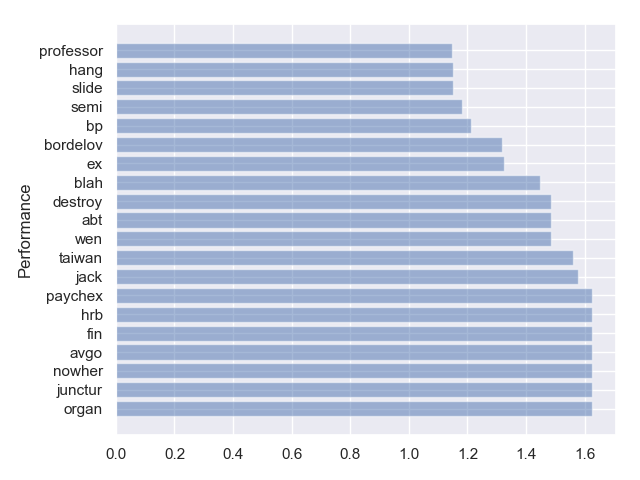 professor
hang
slide
semi
bp
bordelov
ex
blah
destroy
abt
wen
taiwan
jack
paychex
hrb
fin
avgo
nowher
junctur
organ
Performance
0.0 0.2 0.4 0.6 0.8 1.0 1.2 1.4 1.6